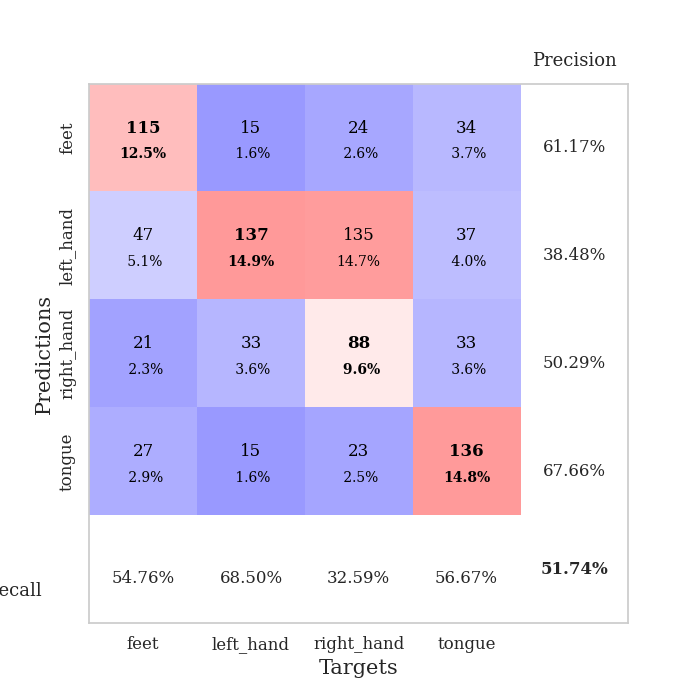 Precision
feet
115 15 24 34
12.5% 1.6% 2.6% 3.7%
61.17%
left_hand
47 137 135 37
5.1% 14.9% 14.7% 4.0%
38.48%
Predictions
right_hand
21 33 88 33
2.3% 3.6% 9.6% 3.6%
50.29%
tongue
27 15 23 136
2.9% 1.6% 2.5% 14.8%
67.66%
ecall
54.76% 68.50% 32.59% 56.67% 51.74%
feet left_hand right_hand tongue
Targets